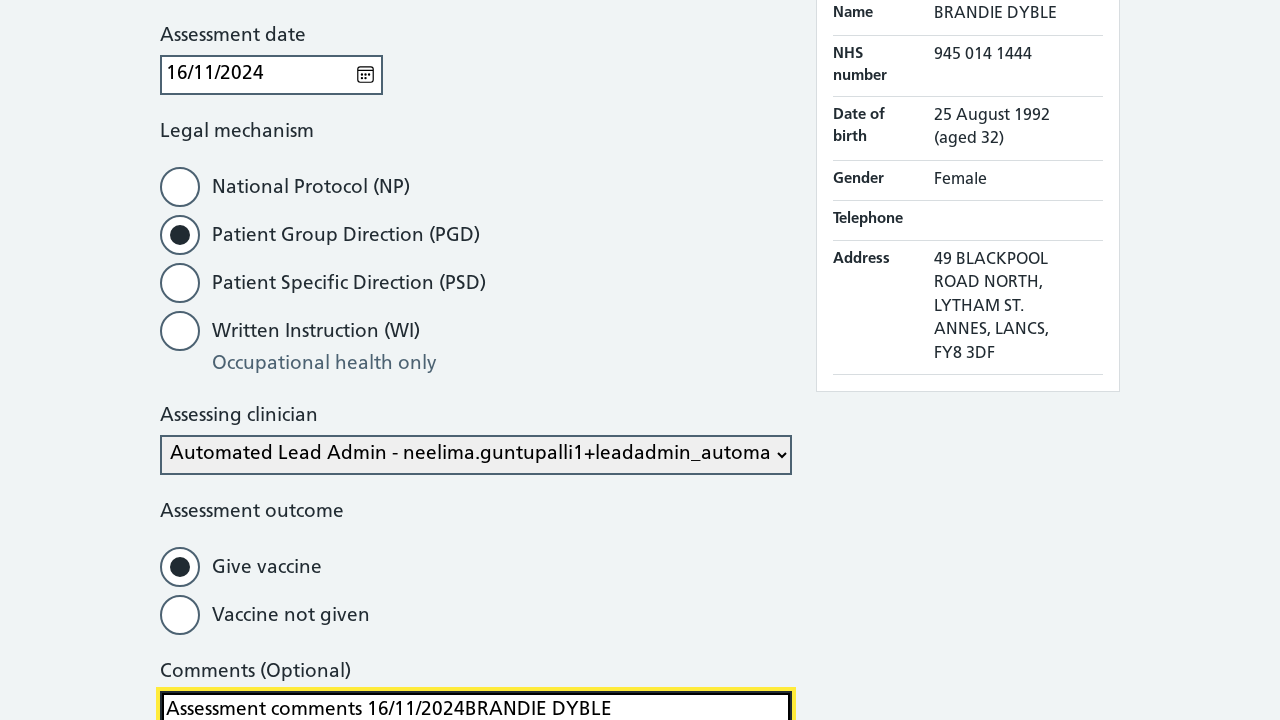 Assessment date
16/11/2024
Legal mechanism
National Protocol (NP)
Patient Group Direction (PGD)
Patient Specific Direction (PSD)
Written Instruction (WI)
Occupational health only
Assessing clinician
Automated Lead Admin - neelima.guntupalli1+leadadmin_automa
Assessment outcome
Give vaccine
Vaccine not given
Comments (Optional)
Assessment comments 16/11/2024BRANDIE DYBLE
Name BRANDIE DYBLE
NHS number 945 014 1444
Date of birth 25 August 1992
(aged 32)
Gender Female
Telephone
Address 49 BLACKPOOL
ROAD NORTH,
LYTHAM ST.
ANNES, LANCS,
FY8 3DF